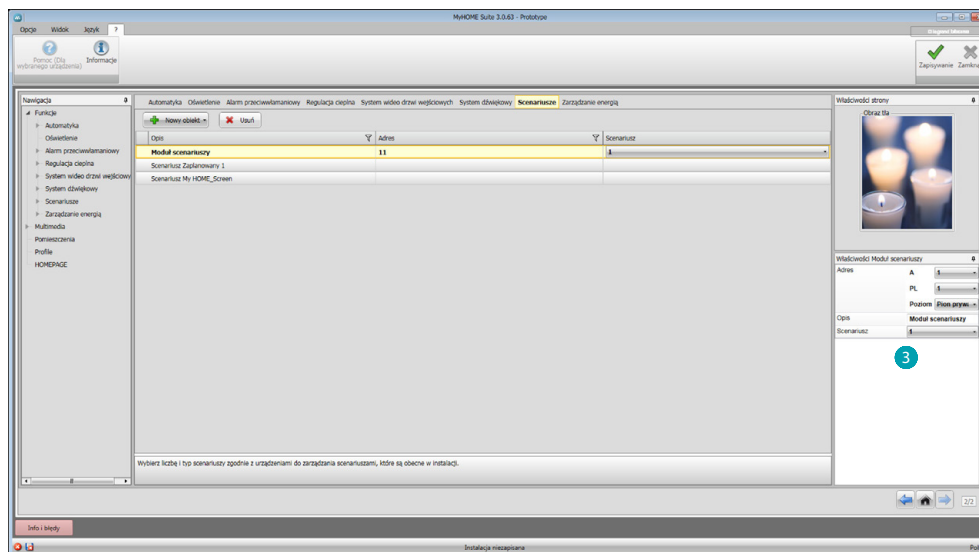 MyHOME Suite 3.0.63 - Prototype
Opcje Widok Język ?
Pomoc (Dla wybranego urządzenia)
Informacje
Zapisywanie
Nawigacja
Funkcje
Automatyka
Oświetlenie
Alarm przeciwwłamaniowy
Regulacja cieplna
System wideo drzwi wejściowy
System dźwiękowy
Scenariusze
Zarządzanie energią
Multimedia
Pomieszczenia
Profile
HOMEPAGE
Automatyka Oświetlenie Alarm przeciwwłamaniowy Regulacja cieplna System wideo drzwi wejściowych System dźwiękowy Scenariusze Zarządzanie energią
Nowy obiekt Usuń
Opis Adres Scenariusz
Moduł scenariuszy 11 1
Scenariusz Zaplanowany 1
Scenariusz My HOME_Screen
Wybierz liczbę i typ scenariuszy zgodnie z urządzeniami do zarządzania scenariuszami, które są obecne w instalacji.
Właściwości strony
Obraz tła
Właściwości Moduł scenariuszy
Adres A 1
PL 1
Poziom Pion pryw
Opis Moduł scenariuszy
Scenariusz 1
3
2/2
Info i błędy
Instalacja niezapisana